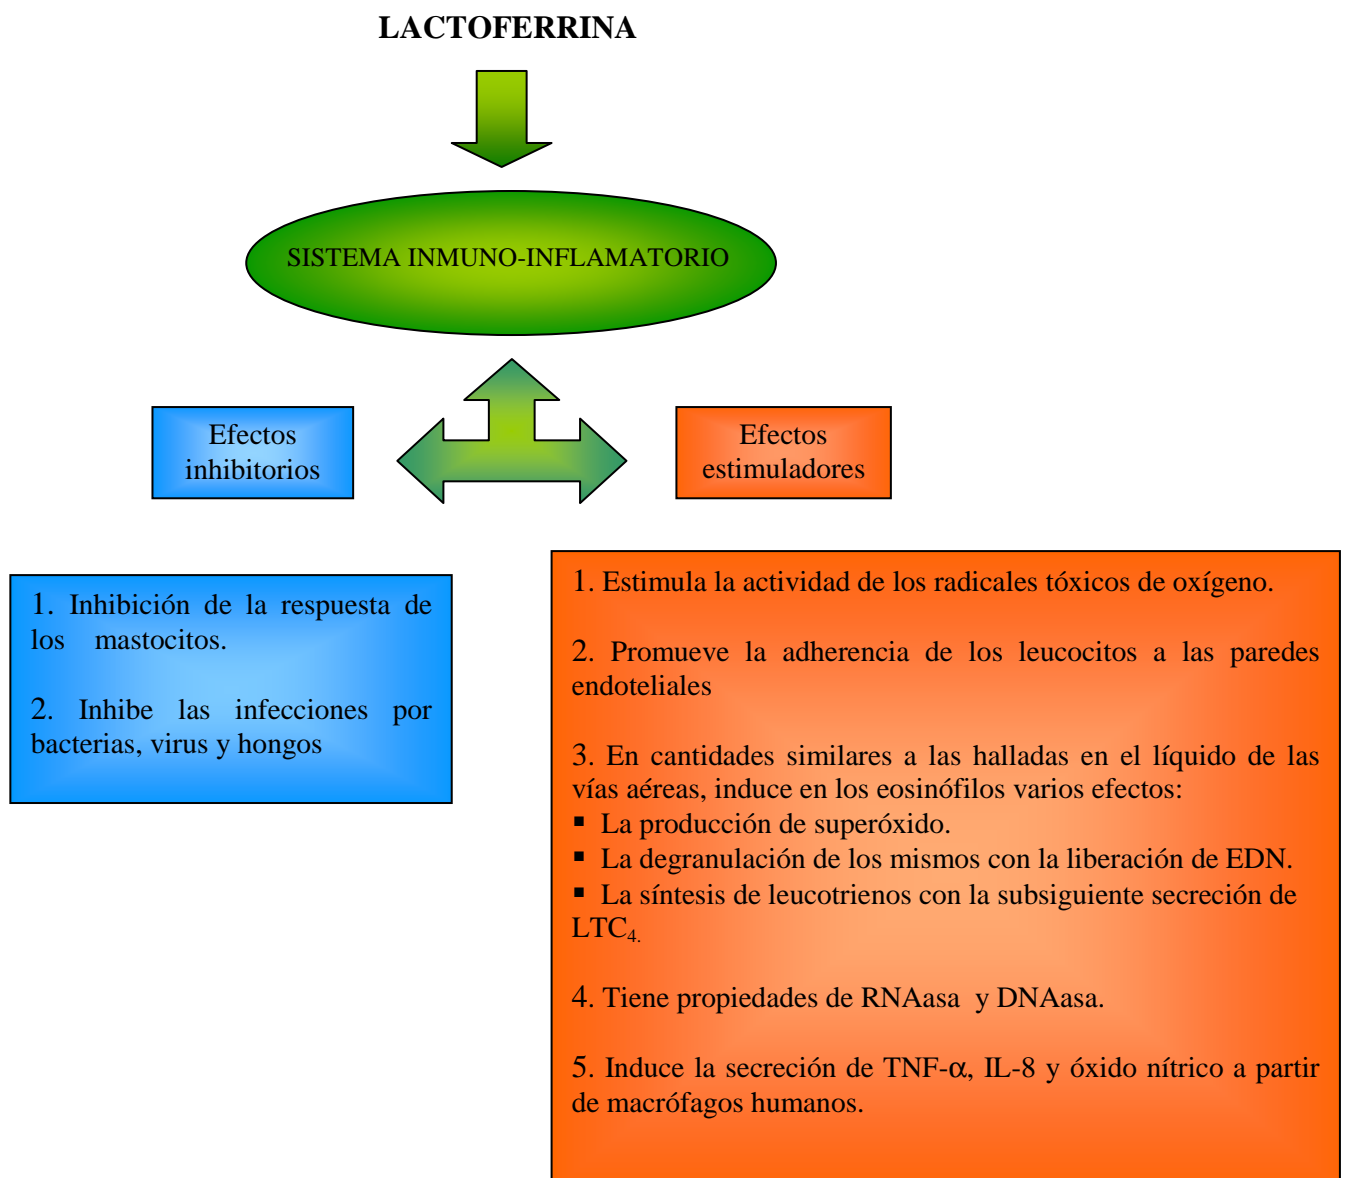 LACTOFERRINA
SISTEMA INMUNO-INFLAMATORIO
Efectos
inhibitorios
Efectos
estimuladores
1. Inhibición de la respuesta de
los mastocitos.
2. Inhibe las infecciones por
bacterias, virus y hongos
1. Estimula la actividad de los radicales tóxicos de oxígeno.
2. Promueve la adherencia de los leucocitos a las paredes
endoteliales
3. En cantidades similares a las halladas en el líquido de las
vías aéreas, induce en los eosinófilos varios efectos:
▪ La producción de superóxido.
▪ La degranulación de los mismos con la liberación de EDN.
▪ La síntesis de leucotrienos con la subsiguiente secreción de
LTC₄.
4. Tiene propiedades de RNAasa y DNAasa.
5. Induce la secreción de TNF-α, IL-8 y óxido nítrico a partir
de macrófagos humanos.